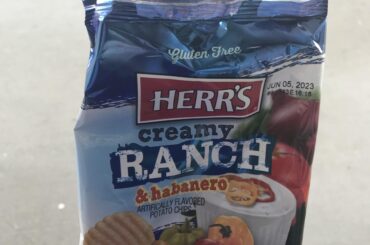 Gluten Free
HERR'S
JUN 05, 2023
creamy
RANCH
& habanero
ARTIFICIALLY FLAVORED
POTATO CHIPS